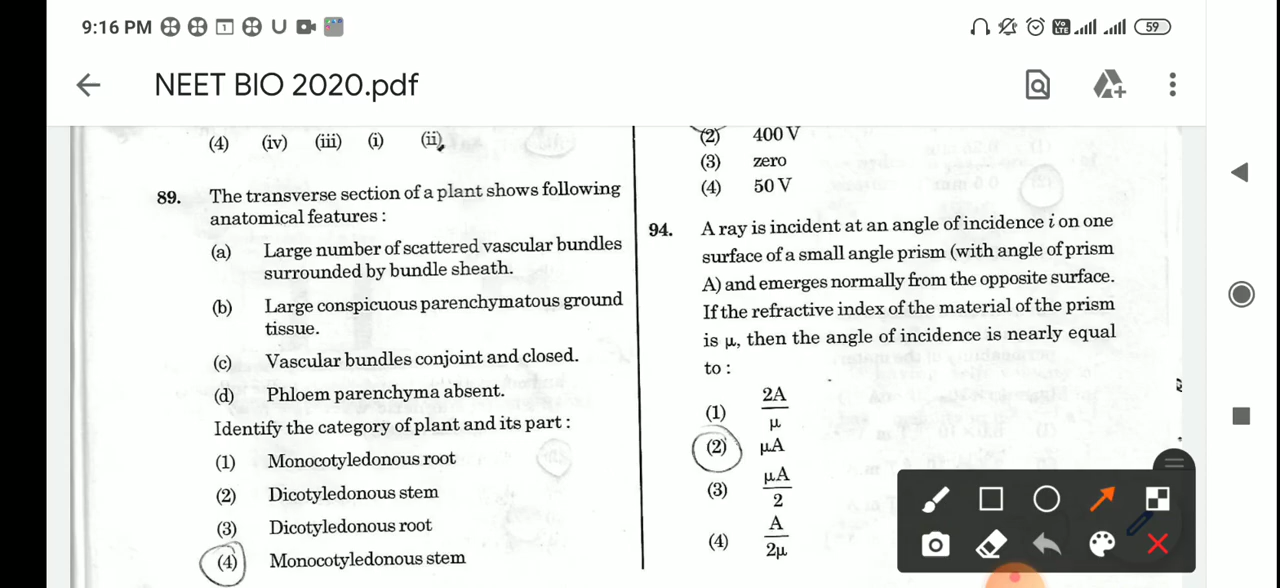 9:16 PM
59
NEET BIO 2020.pdf
(4) (iv) (iii) (i) (ii)
89. The transverse section of a plant shows following
anatomical features :
(a) Large number of scattered vascular bundles
surrounded by bundle sheath.
(b) Large conspicuous parenchymatous ground
tissue.
(c) Vascular bundles conjoint and closed.
(d) Phloem parenchyma absent.
Identify the category of plant and its part :
(1) Monocotyledonous root
(2) Dicotyledonous stem
(3) Dicotyledonous root
(4) Monocotyledonous stem
(2) 400 V
(3) zero
(4) 50 V
94. A ray is incident at an angle of incidence i on one
surface of a small angle prism (with angle of prism
A) and emerges normally from the opposite surface.
If the refractive index of the material of the prism
is μ, then the angle of incidence is nearly equal
to :
(1) 2A
μ
(2) μA
(3) μA
2
(4) A
2μ